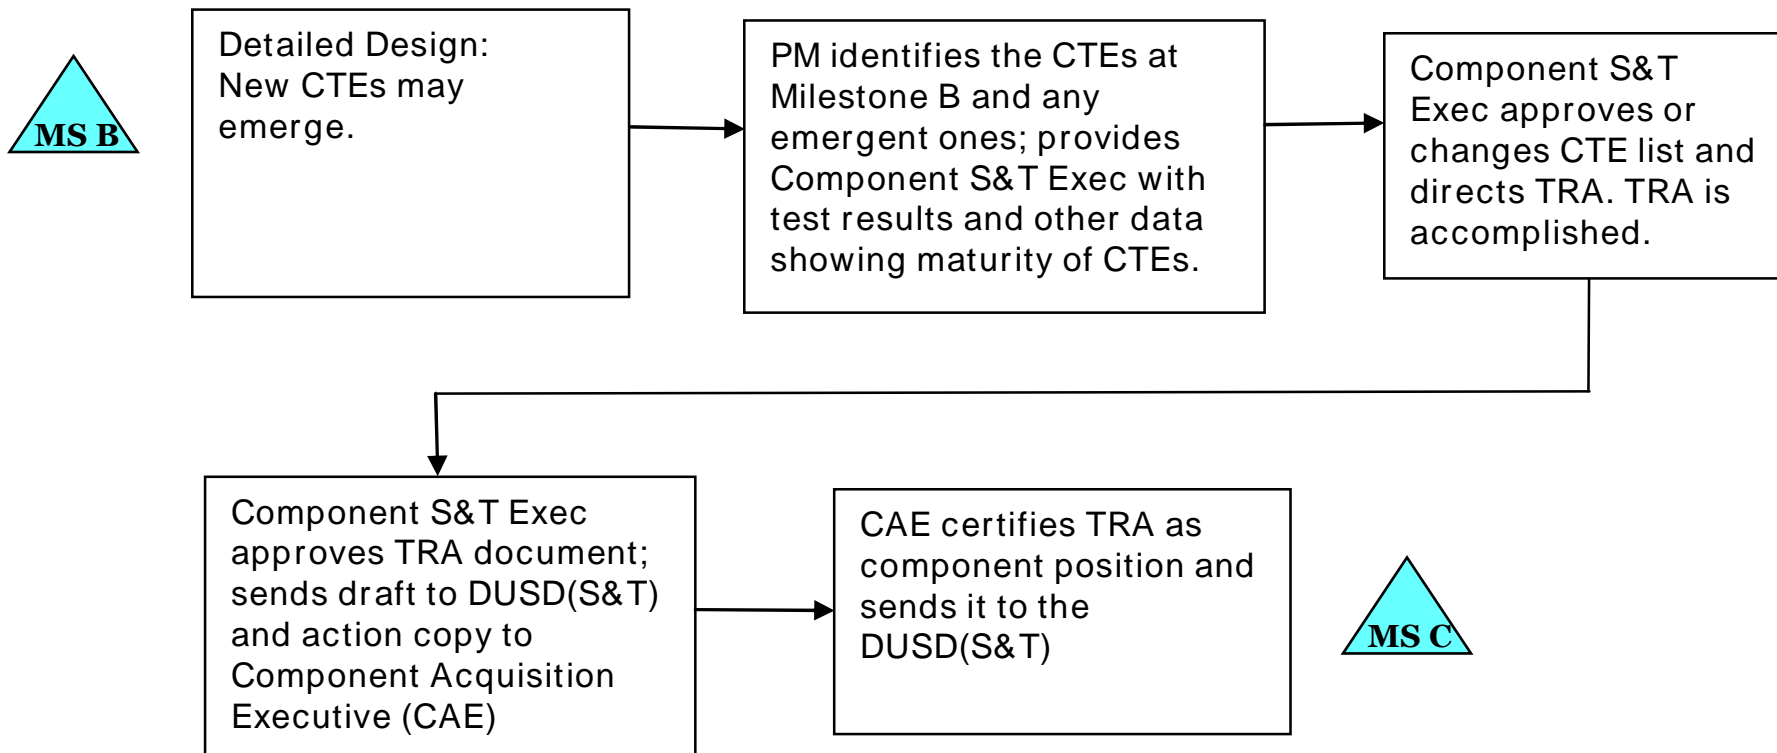 MS B
Detailed Design:
New CTEs may
emerge.
PM identifies the CTEs at
Milestone B and any
emergent ones; provides
Component S&T Exec with
test results and other data
showing maturity of CTEs.
Component S&T
Exec approves or
changes CTE list and
directs TRA. TRA is
accomplished.
Component S&T Exec
approves TRA document;
sends draft to DUSD(S&T)
and action copy to
Component Acquisition
Executive (CAE)
CAE certifies TRA as
component position and
sends it to the
DUSD(S&T)
MS C